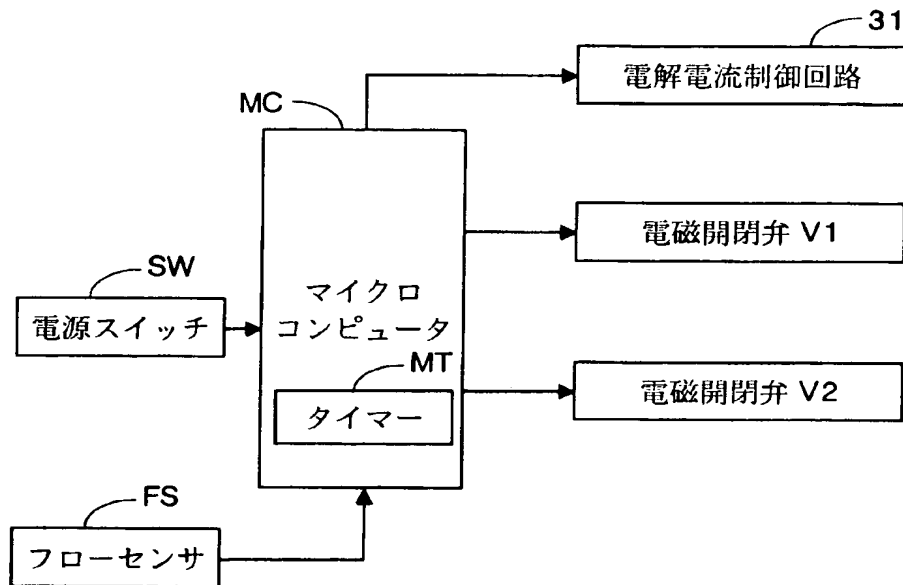 31
電解電流制御回路
MC
電磁開閉弁 V1
SW
電源スイッチ
マイクロ
コンピュータ
MT
タイマー
電磁開閉弁 V2
FS
フローセンサ